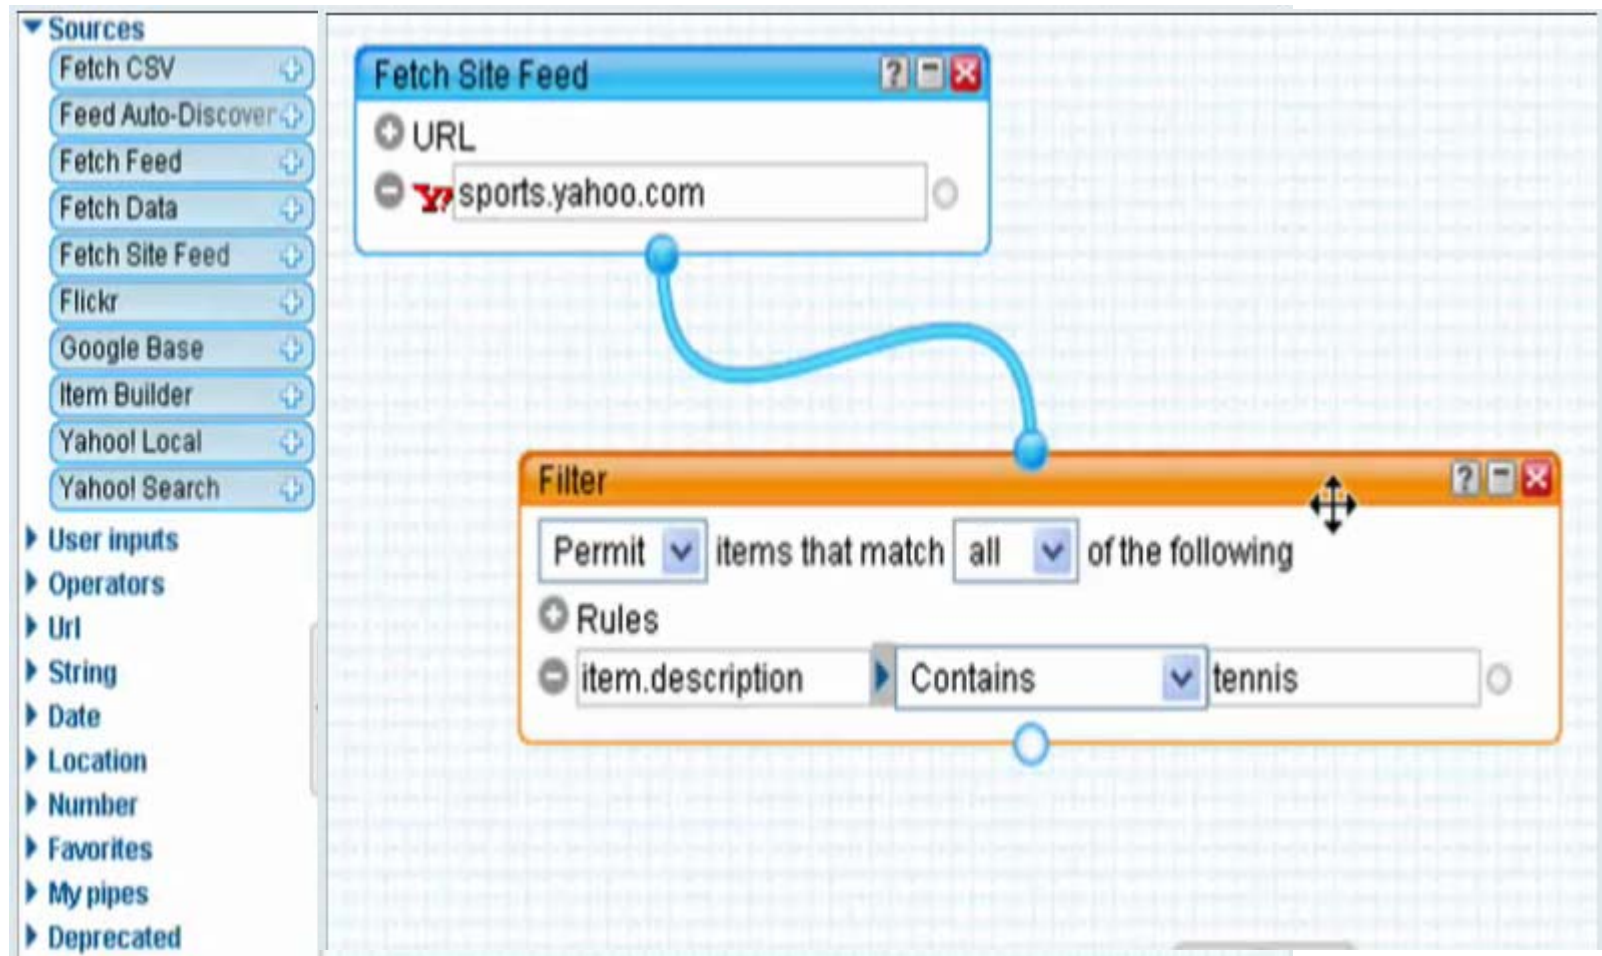 Sources
Fetch CSV
Feed Auto-Discover
Fetch Feed
Fetch Data
Fetch Site Feed
Flickr
Google Base
Item Builder
Yahoo! Local
Yahoo! Search
User inputs
Operators
Url
String
Date
Location
Number
Favorites
My pipes
Deprecated
Fetch Site Feed ?
URL
Y! sports.yahoo.com
Filter ?
Permit items that match all of the following
Rules
item.description Contains tennis